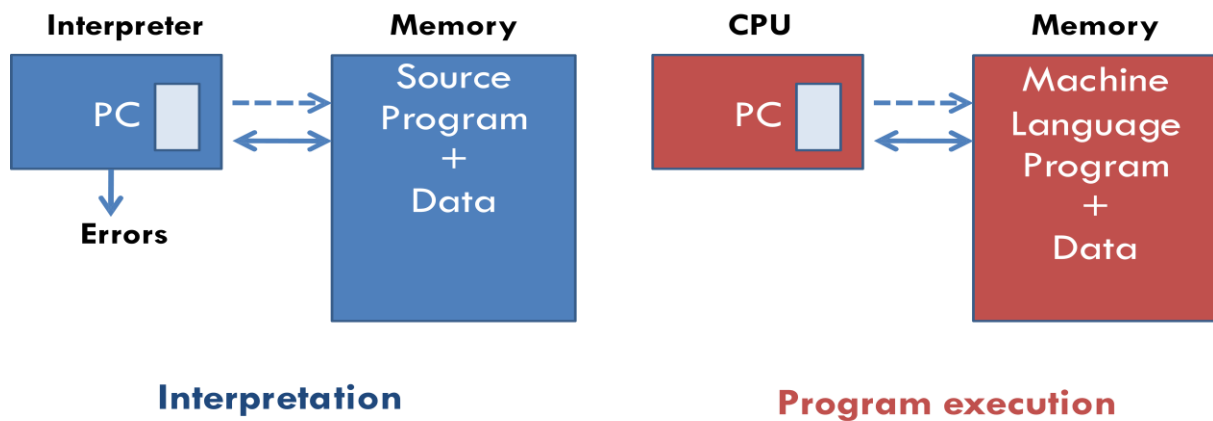 Interpreter
Memory
PC
Source
Program
+
Data
Errors
Interpretation
CPU
Memory
PC
Machine
Language
Program
+
Data
Program execution